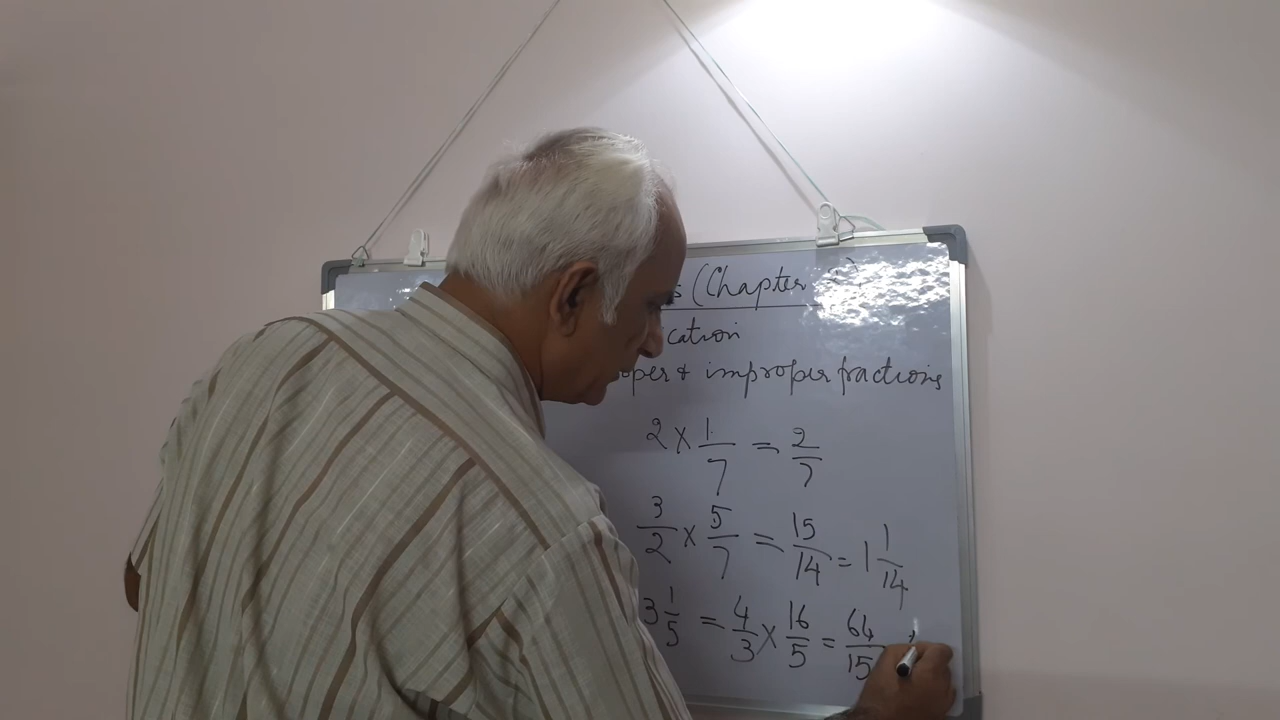 (Chapter
cation
oper & improper fractions
2 × 1/7 = 2/7
3/2 × 5/7 = 15/14 = 1 1/14
3 1/5 = 4/3 × 16/5 = 64/15